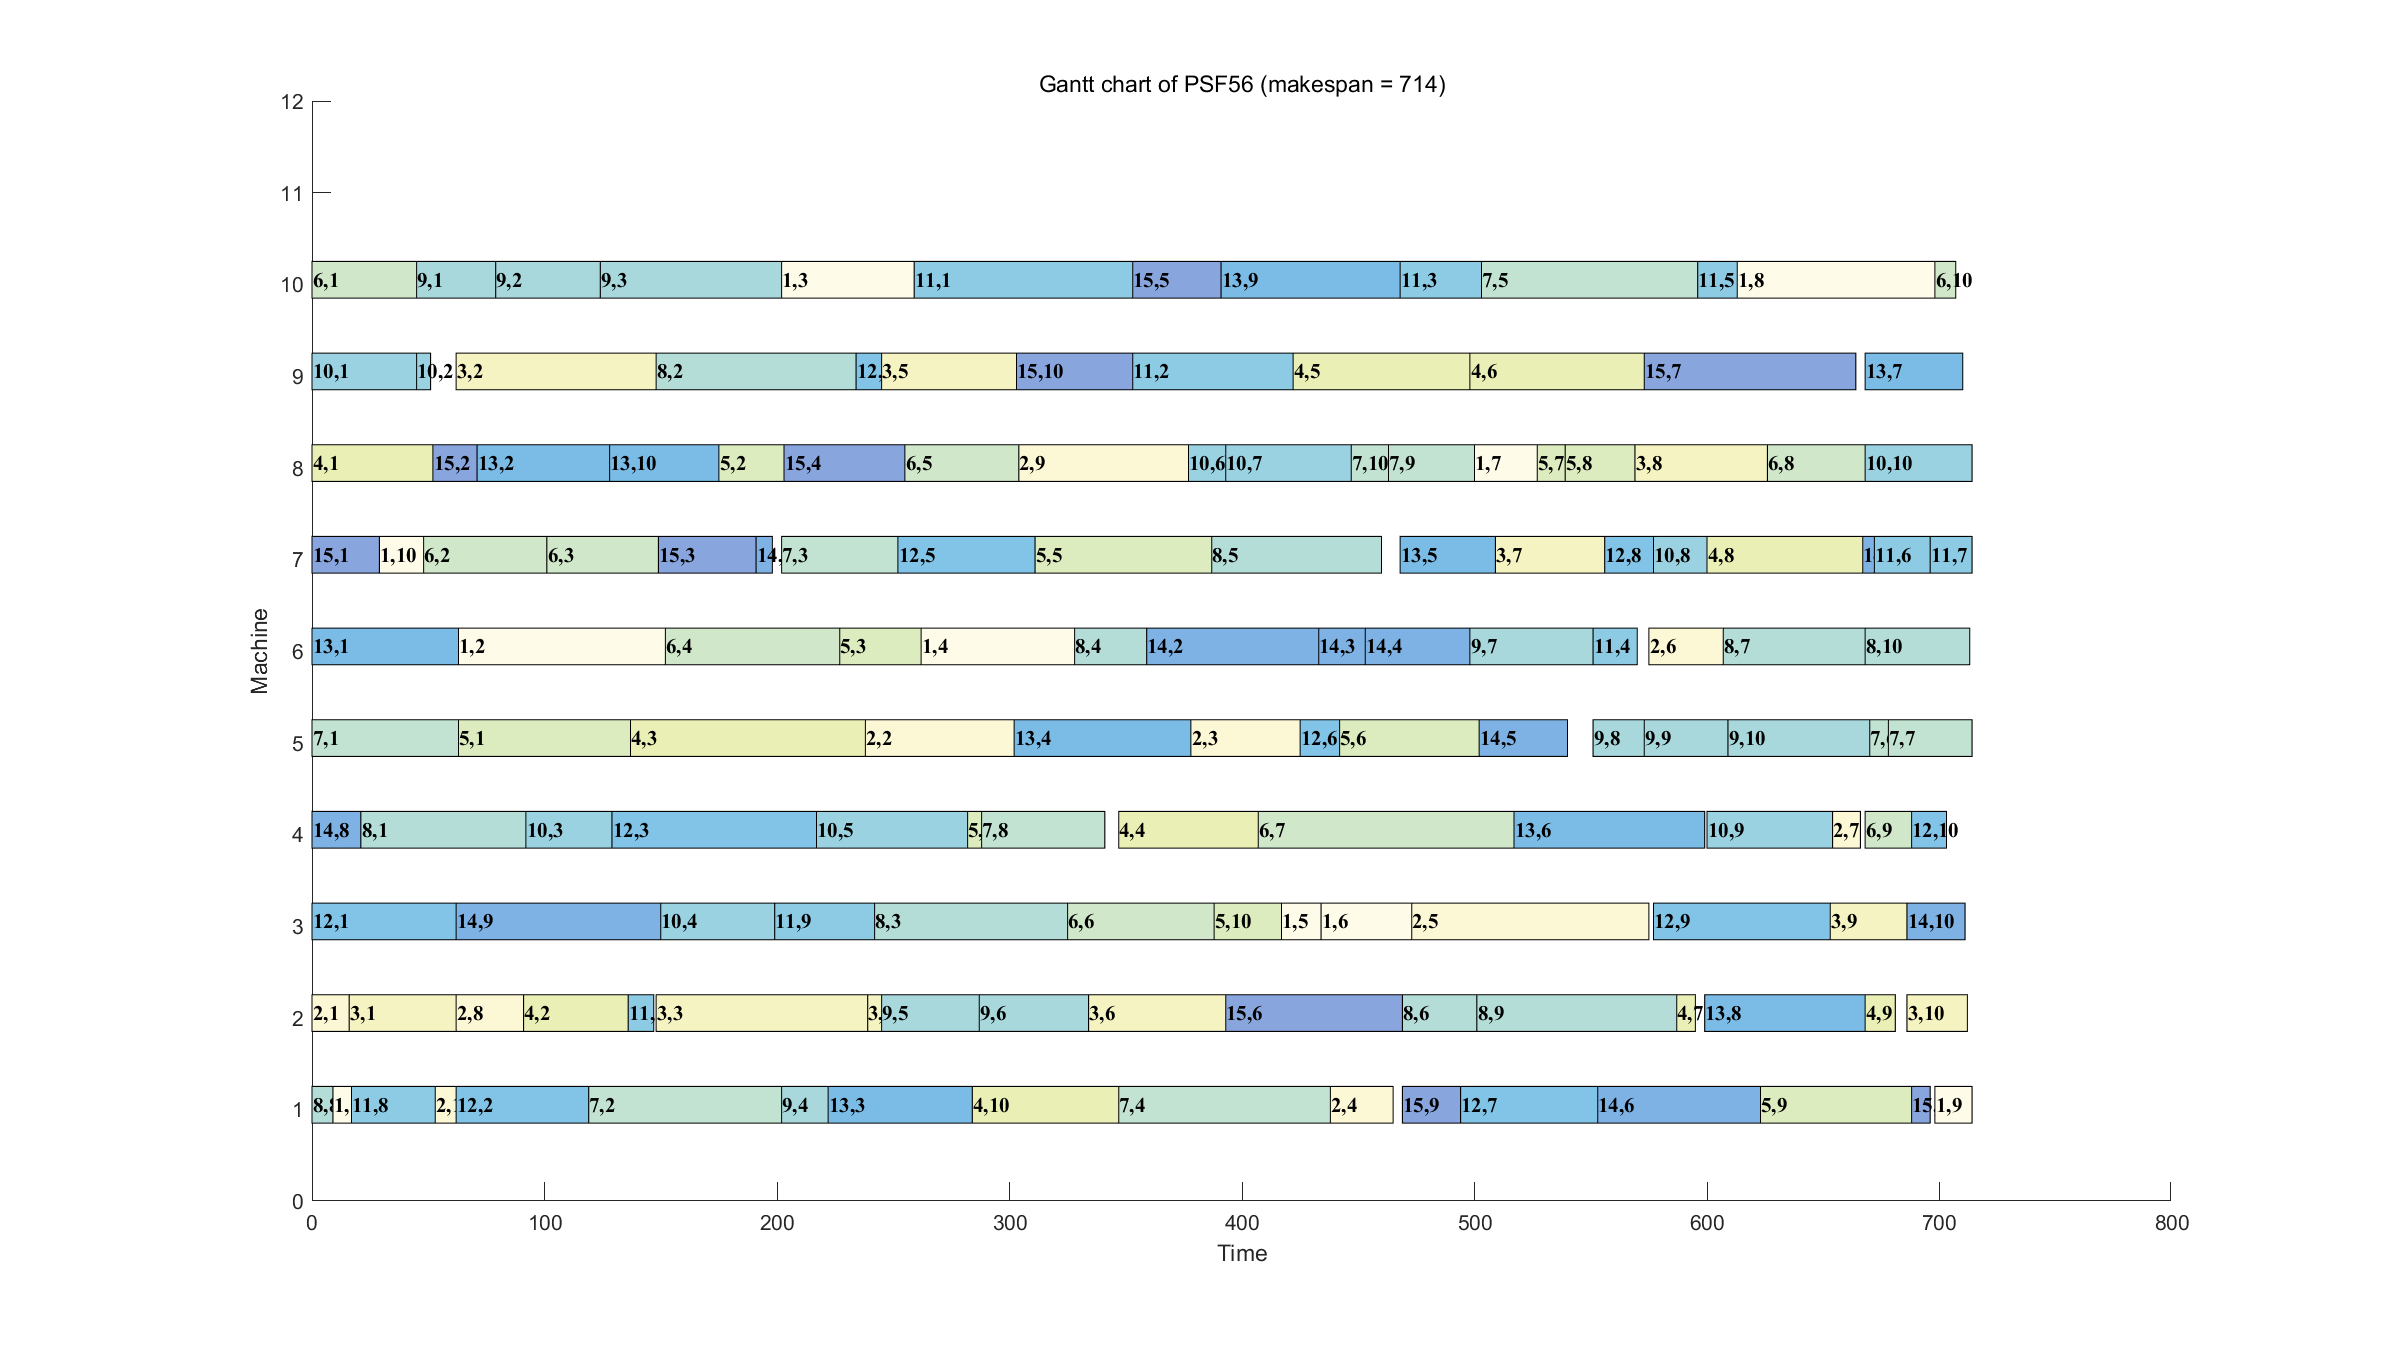 Gantt chart of PSF56 (makespan = 714)
12
11
10 6,1 9,1 9,2 9,3 1,3 11,1 15,5 13,9 11,3 7,5 11,5 1,8 6,10
9 10,1 10,2 3,2 8,2 12, 3,5 15,10 11,2 4,5 4,6 15,7 13,7
8 4,1 15,2 13,2 13,10 5,2 15,4 6,5 2,9 10,6 10,7 7,10 7,9 1,7 5,7 5,8 3,8 6,8 10,10
7 15,1 1,10 6,2 6,3 15,3 14, 7,3 12,5 5,5 8,5 13,5 3,7 12,8 10,8 4,8 1 11,6 11,7
Machine
6 13,1 1,2 6,4 5,3 1,4 8,4 14,2 14,3 14,4 9,7 11,4 2,6 8,7 8,10
5 7,1 5,1 4,3 2,2 13,4 2,3 12,6 5,6 14,5 9,8 9,9 9,10 7, 7,7
4 14,8 8,1 10,3 12,3 10,5 5, 7,8 4,4 6,7 13,6 10,9 2,7 6,9 12,10
3 12,1 14,9 10,4 11,9 8,3 6,6 5,10 1,5 1,6 2,5 12,9 3,9 14,10
2 2,1 3,1 2,8 4,2 11, 3,3 3, 9,5 9,6 3,6 15,6 8,6 8,9 4,7 13,8 4,9 3,10
1 8,8 1, 11,8 2, 12,2 7,2 9,4 13,3 4,10 7,4 2,4 15,9 12,7 14,6 5,9 15 1,9
0
0 100 200 300 400 500 600 700 800
Time